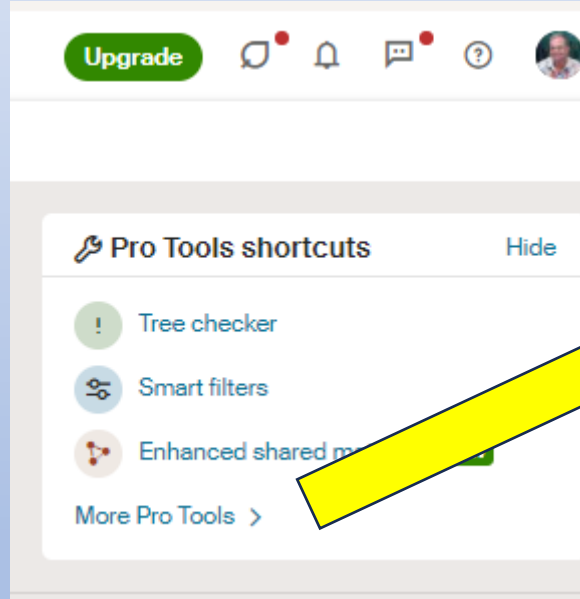 Upgrade
Pro Tools shortcuts
Hide
! Tree checker
Smart filters
Enhanced shared
More Pro Tools >